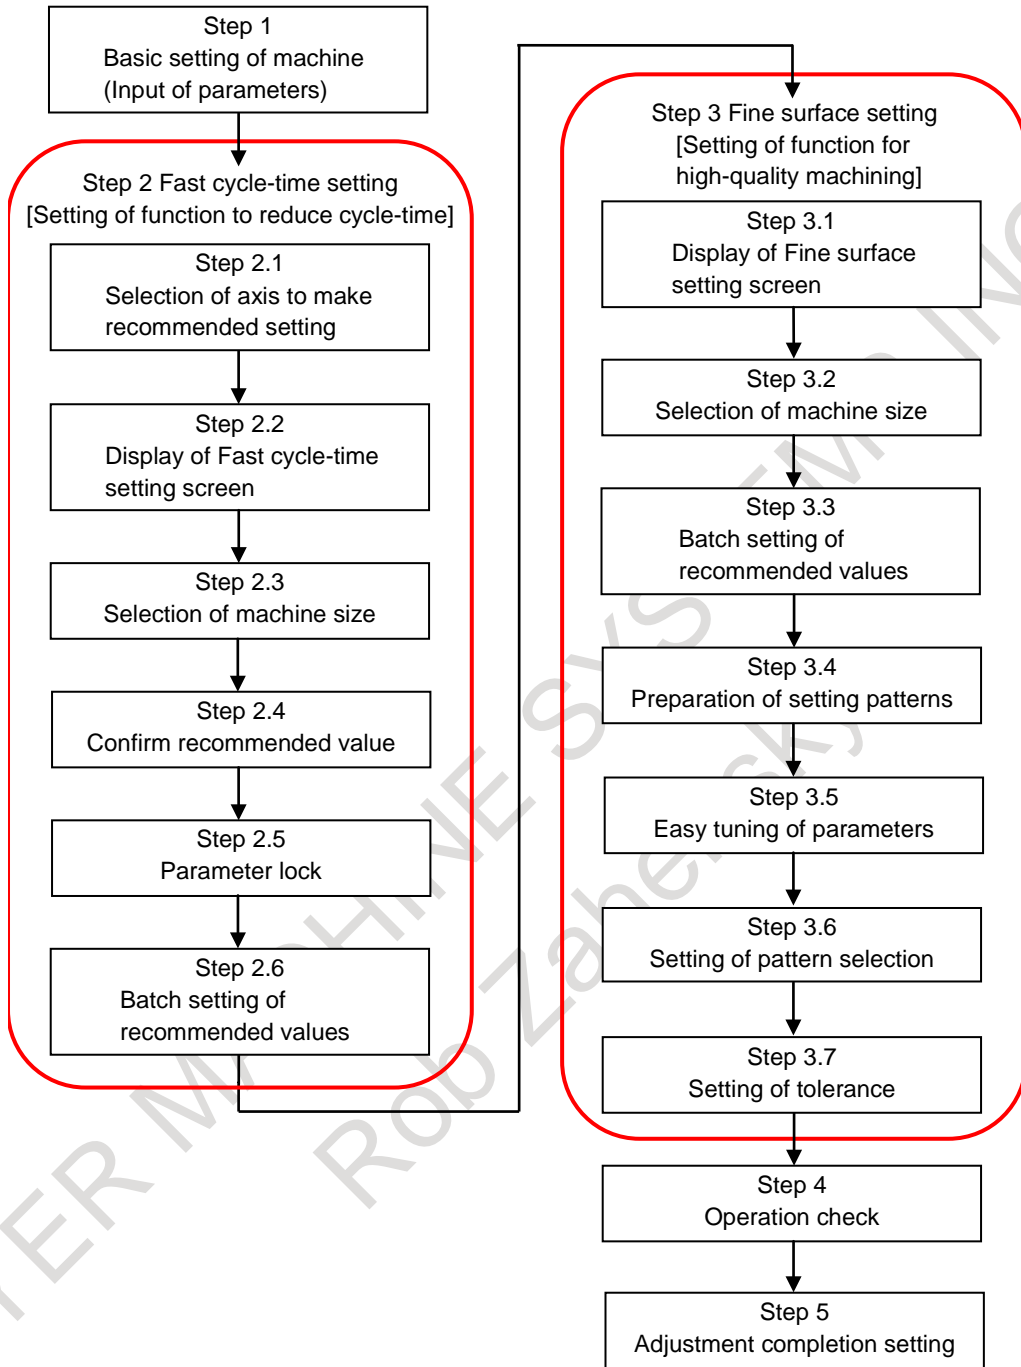 Step 1
Basic setting of machine
(Input of parameters)
Step 2 Fast cycle-time setting
[Setting of function to reduce cycle-time]
Step 2.1
Selection of axis to make
recommended setting
Step 2.2
Display of Fast cycle-time
setting screen
Step 2.3
Selection of machine size
Step 2.4
Confirm recommended value
Step 2.5
Parameter lock
Step 2.6
Batch setting of
recommended values
Step 3 Fine surface setting
[Setting of function for
high-quality machining]
Step 3.1
Display of Fine surface
setting screen
Step 3.2
Selection of machine size
Step 3.3
Batch setting of
recommended values
Step 3.4
Preparation of setting patterns
Step 3.5
Easy tuning of parameters
Step 3.6
Setting of pattern selection
Step 3.7
Setting of tolerance
Step 4
Operation check
Step 5
Adjustment completion setting
Rob